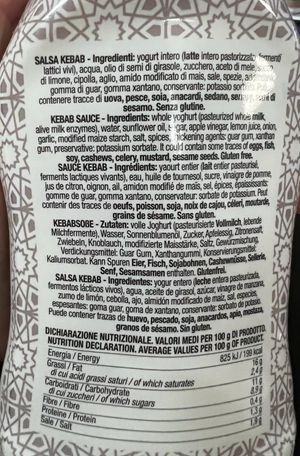 SALSA KEBAB - Ingredienti: yogurt intero (latte intero pastorizzato, fermenti
lattici vivi), acqua, olio di semi di girasole, zucchero, aceto di mele, succo
di limone, cipolla, aglio, amido modificato di mais, sale, spezie, addensanti:
gomma di guar, gomma xantano, conservante: potassio sorbato. Può
contenere tracce di uova, pesce, soia, anacardi, sedano, senape, semi di
sesamo. Senza glutine.
KEBAB SAUCE - Ingredients: whole yoghurt (pasteurized whole milk,
alive milk enzymes), water, sunflower oil, sugar, apple vinegar, lemon juice, onion,
garlic, modified maize starch, salt, spices, thickening agents: guar gum, xanthan
gum, preservative: potassium sorbate. It could contain some traces of eggs, fish,
soy, cashews, celery, mustard, sesame seeds. Gluten free.
SAUCE KEBAB - Ingrédients: yaourt entier (lait entier pasteurisé,
ferments lactiques vivants), eau, huile de tournesol, sucre, vinaigre de pomme,
jus de citron, oignon, ail, amidon modifié de maïs, sel, épices, épaississants:
gomme de guar, gomme xanthane, conservateur: sorbate de potassium. Peut
contenir des traces de oeufs, poisson, soja, noix de cajou, céleri, moutarde,
grains de sésame. Sans gluten.
KEBABSOßE - Zutaten: volle Joghurt (pasteurisierte Vollmilch, lebende
Milchfermente), Wasser, Sonnenblumenöl, Zucker, Apfelessig, Zitronensaft,
Zwiebeln, Knoblauch, modifizierte Maisstärke, Salz, Gewürzmischung,
Verdickungsmittel: Guar Gum, Xanthangummi, Konservierungsmittel:
Kaliumsorbat. Kann Spuren Eier, Fisch, Sojabohnen, Cashewnüsse, Sellerie,
Senf, Sesamsamen enthalten. Glutenfrei.
SALSA KEBAB - Ingredientes: yogur entero (leche entera pasteurizada,
fermentos lácticos vivos), agua, aceite de girasol, azúcar, vinagre de manzana,
zumo de limón, cebolla, ajo, almidón modificado de maíz, sal, especias,
espesantes: goma guar, goma de xantano, conservante: sorbato de potasio.
Puede contener trazas de huevo, pescado, soja, anacardos, apio, mostaza,
granos de sésamo. Sin gluten.
DICHIARAZIONE NUTRIZIONALE. VALORI MEDI PER 100 g DI PRODOTTO.
NUTRITION DECLARATION. AVERAGE VALUES PER 100 g OF PRODUCT.
Energia / Energy 825 kJ / 199 kcal
Grassi / Fat 16 g
di cui acidi grassi saturi / of which saturates 2,4 g
Carboidrati / Carbohydrate 11 g
di cui zuccheri / of which sugars 8,9 g
Fibre / Fibre 0,4 g
Proteine / Protein 1,3 g
Sale / Salt 1,9 g